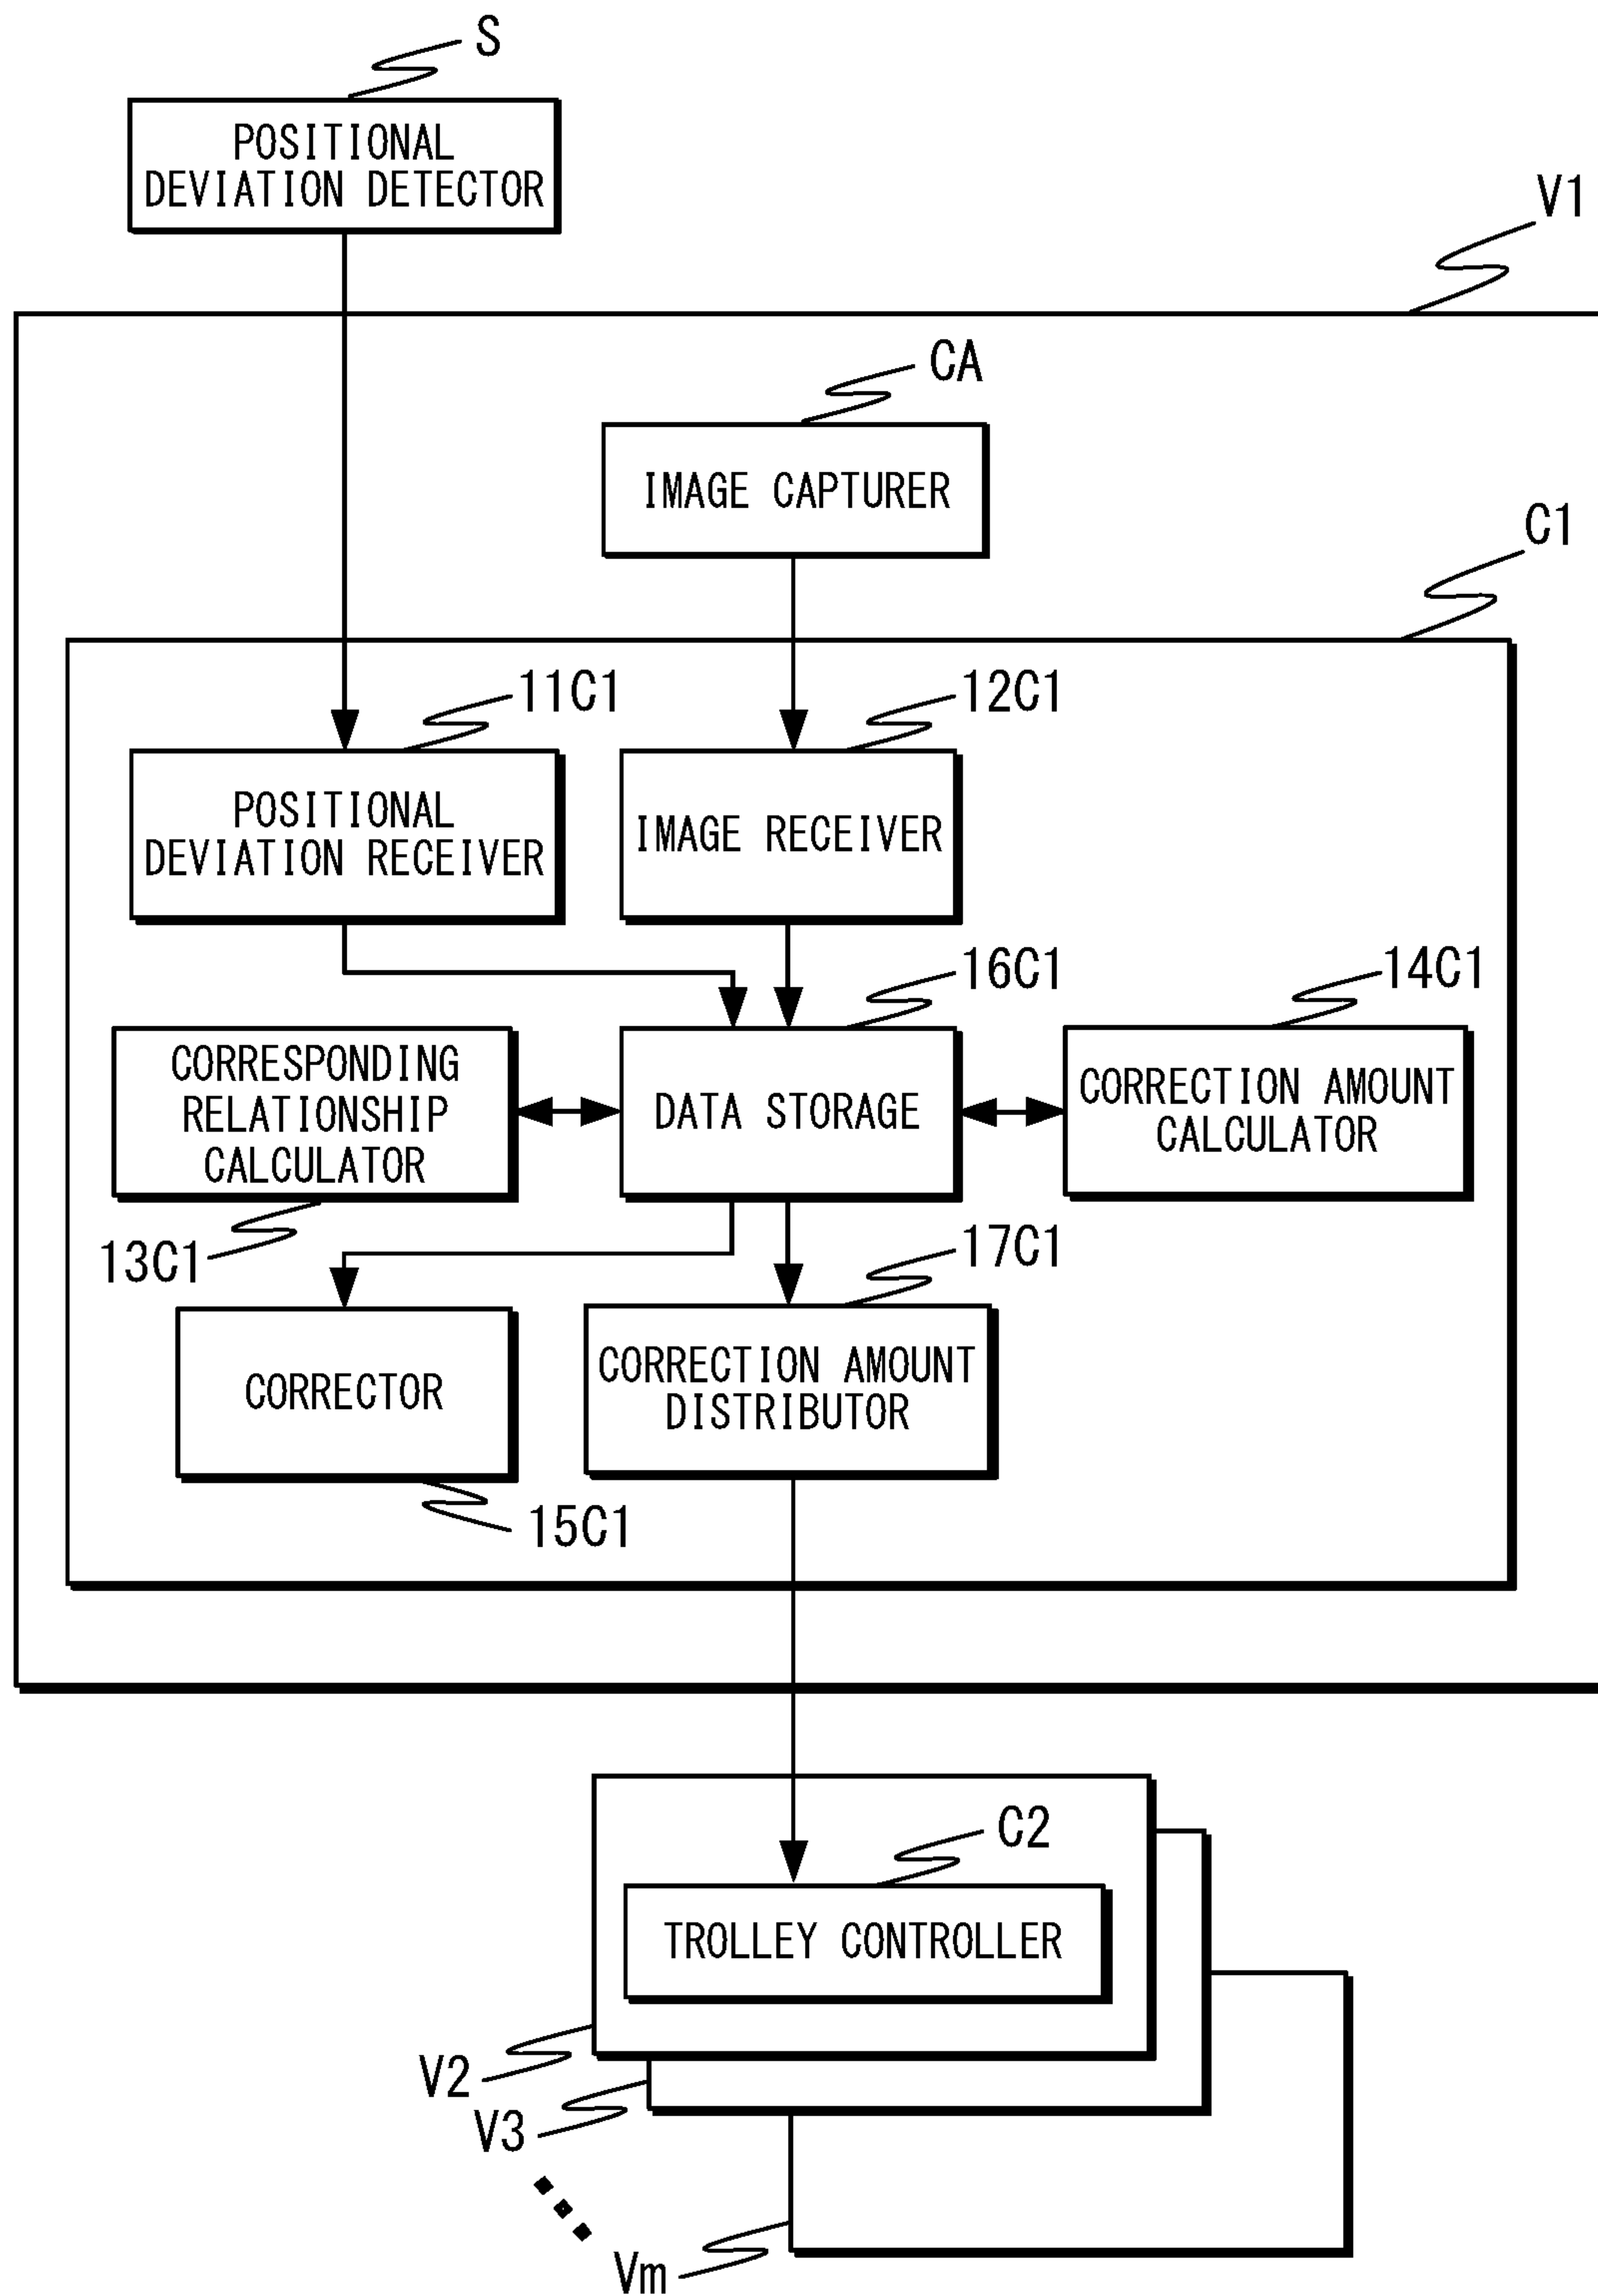 S
POSITIONAL
DEVIATION DETECTOR
V1
CA
IMAGE CAPTURER
C1
11C1
12C1
POSITIONAL
DEVIATION RECEIVER
IMAGE RECEIVER
16C1
14C1
CORRESPONDING
RELATIONSHIP
CALCULATOR
DATA STORAGE
CORRECTION AMOUNT
CALCULATOR
13C1
17C1
CORRECTOR
CORRECTION AMOUNT
DISTRIBUTOR
15C1
C2
TROLLEY CONTROLLER
V2
V3
Vm